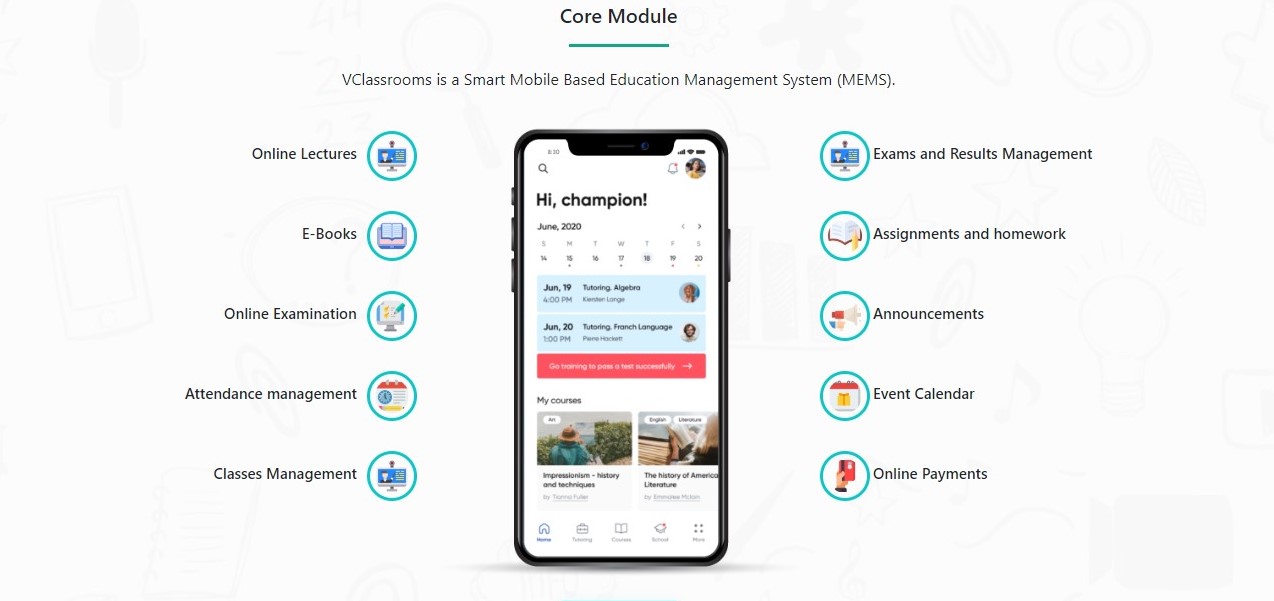 Core Module
VClassrooms is a Smart Mobile Based Education Management System (MEMS).
Online Lectures
E-Books
Online Examination
Attendance management
Classes Management
8:30
Hi, champion!
June, 2020
S M T W T F S
14 15 16 17 18 19 20
Jun, 19 Tutoring. Algebra
4:00 PM Kiersten Lange
Jun, 20 Tutoring. Franch Language
1:00 PM Pierre Hackett
Go training to pass a test successfully →
My courses
Art
Impressionism - history
and techniques
by Tianna Fuller
English Literature
The history of America
Literature
by Emmalee Mclain
Home Tutoring Courses School More
Exams and Results Management
Assignments and homework
Announcements
Event Calendar
Online Payments